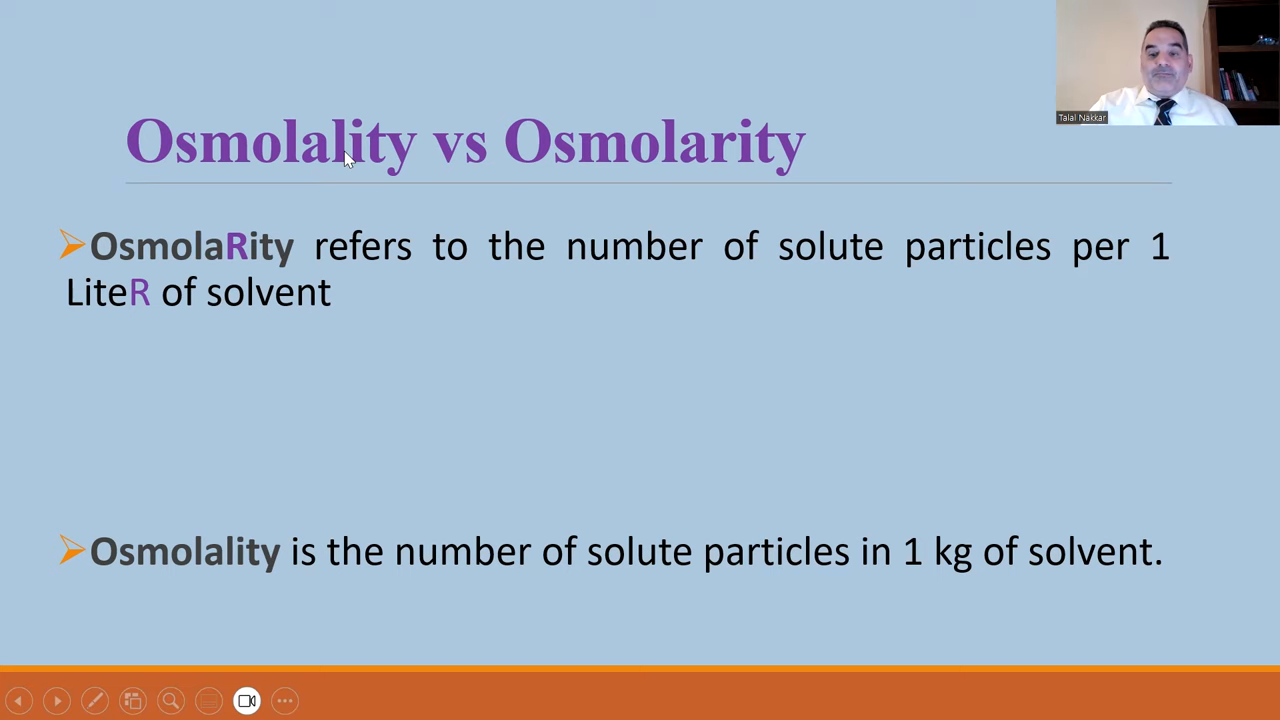 Talal Nakkar
Osmolality vs Osmolarity
OsmolaRity refers to the number of solute particles per 1
LiteR of solvent
Osmolality is the number of solute particles in 1 kg of solvent.